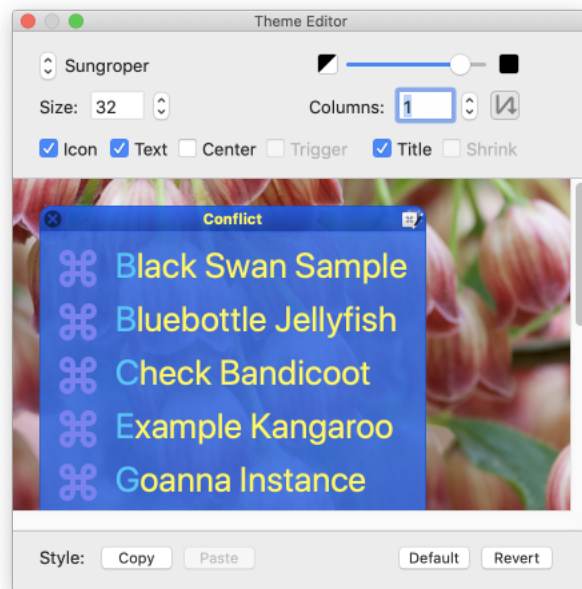 Theme Editor
Sungroper
Size: 32 Columns: 1
Icon Text Center Trigger Title Shrink
Conflict
⌘ Black Swan Sample
⌘ Bluebottle Jellyfish
⌘ Check Bandicoot
⌘ Example Kangaroo
⌘ Goanna Instance
Style: Copy Paste Default Revert